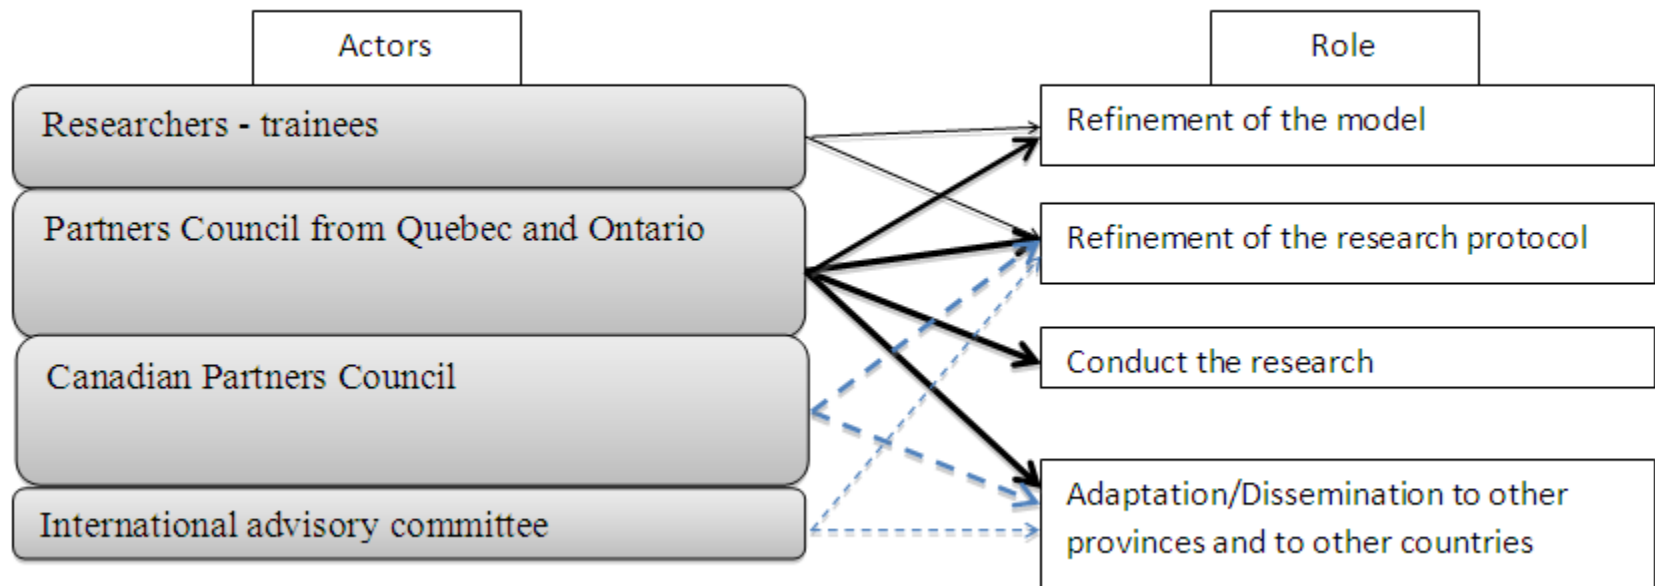 Actors
Role
Researchers - trainees
Partners Council from Quebec and Ontario
Canadian Partners Council
International advisory committee
Refinement of the model
Refinement of the research protocol
Conduct the research
Adaptation/Dissemination to other
provinces and to other countries